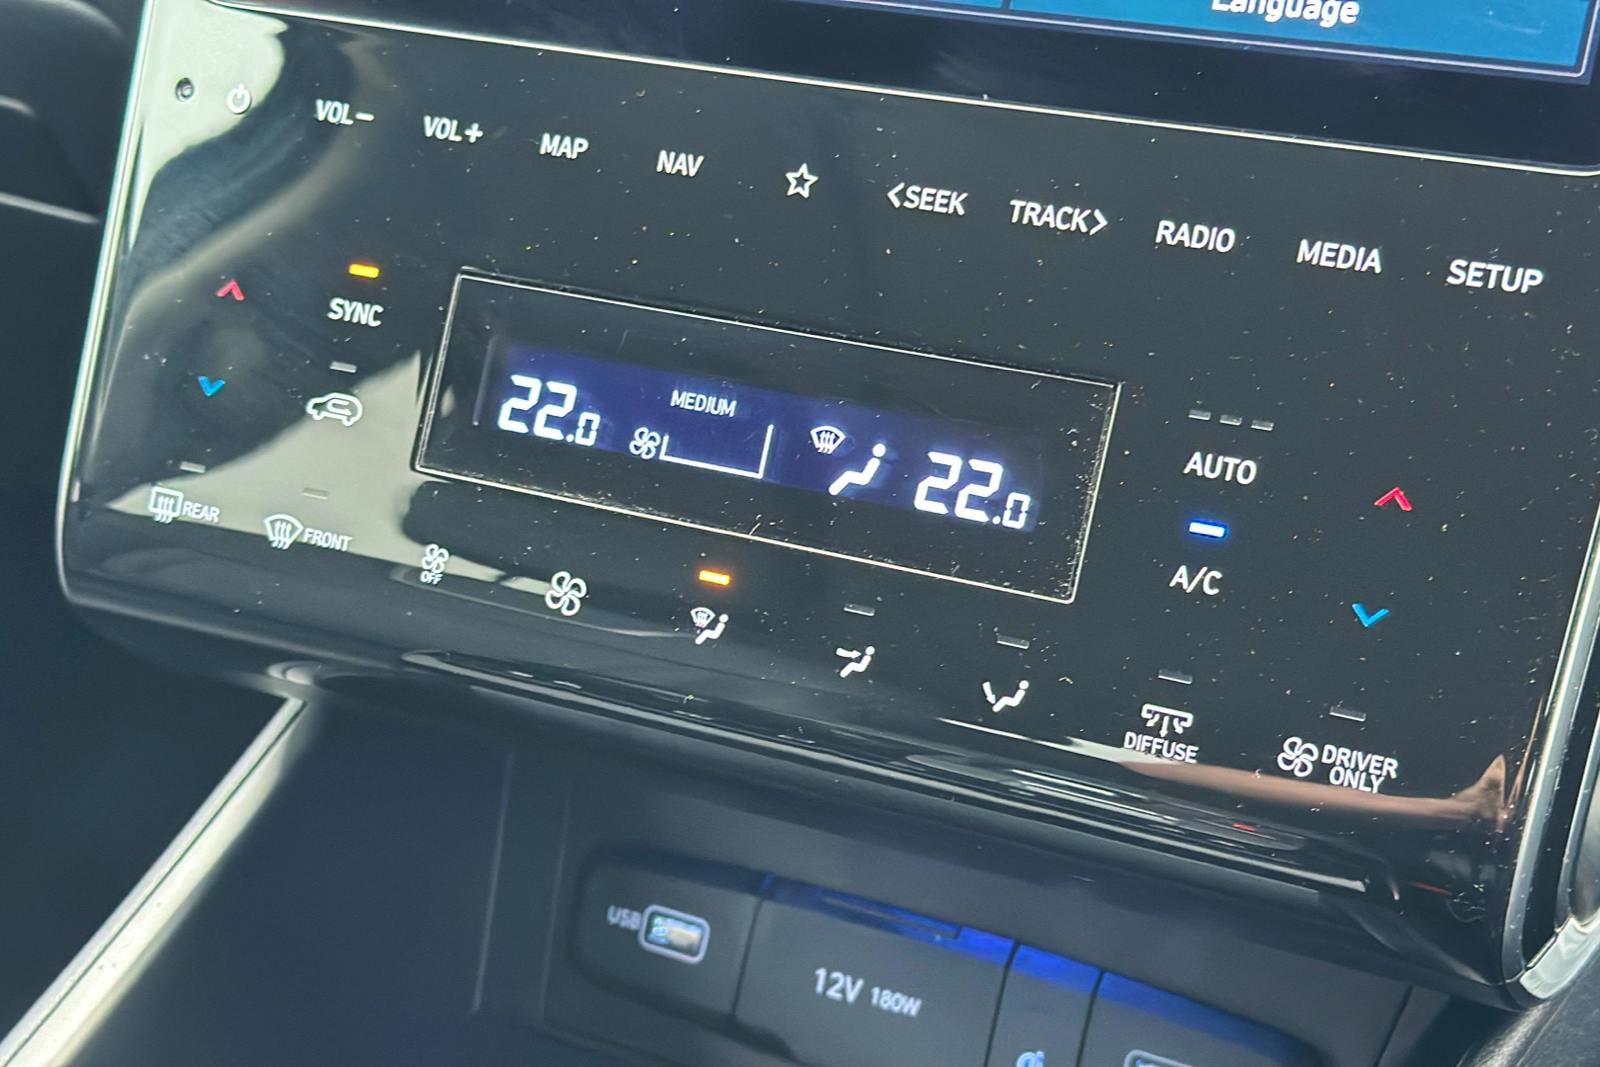 Language
VOL−
VOL+
MAP
NAV
<SEEK
TRACK>
RADIO
MEDIA
SETUP
SYNC
22.0
MEDIUM
22.0
AUTO
A/C
REAR
FRONT
OFF
DIFFUSE
DRIVER
ONLY
USB
12V 180W